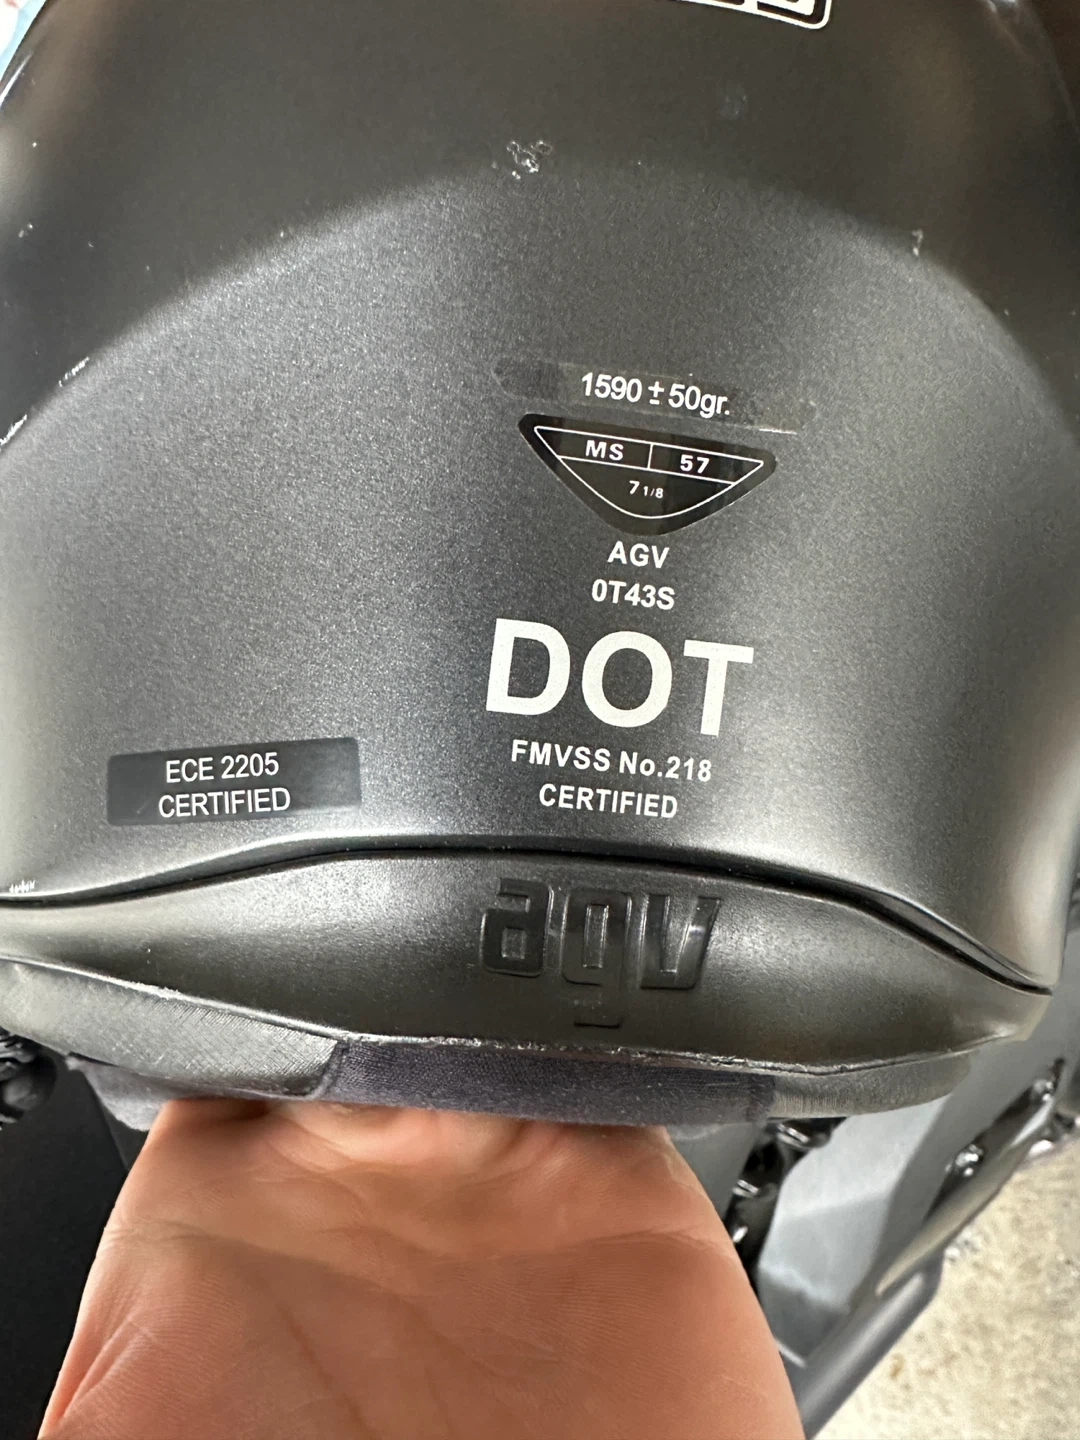 1590 ± 50gr.
MS 57
7 1/8
AGV
0T43S
DOT
FMVSS No.218
CERTIFIED
ECE 2205
CERTIFIED
agv